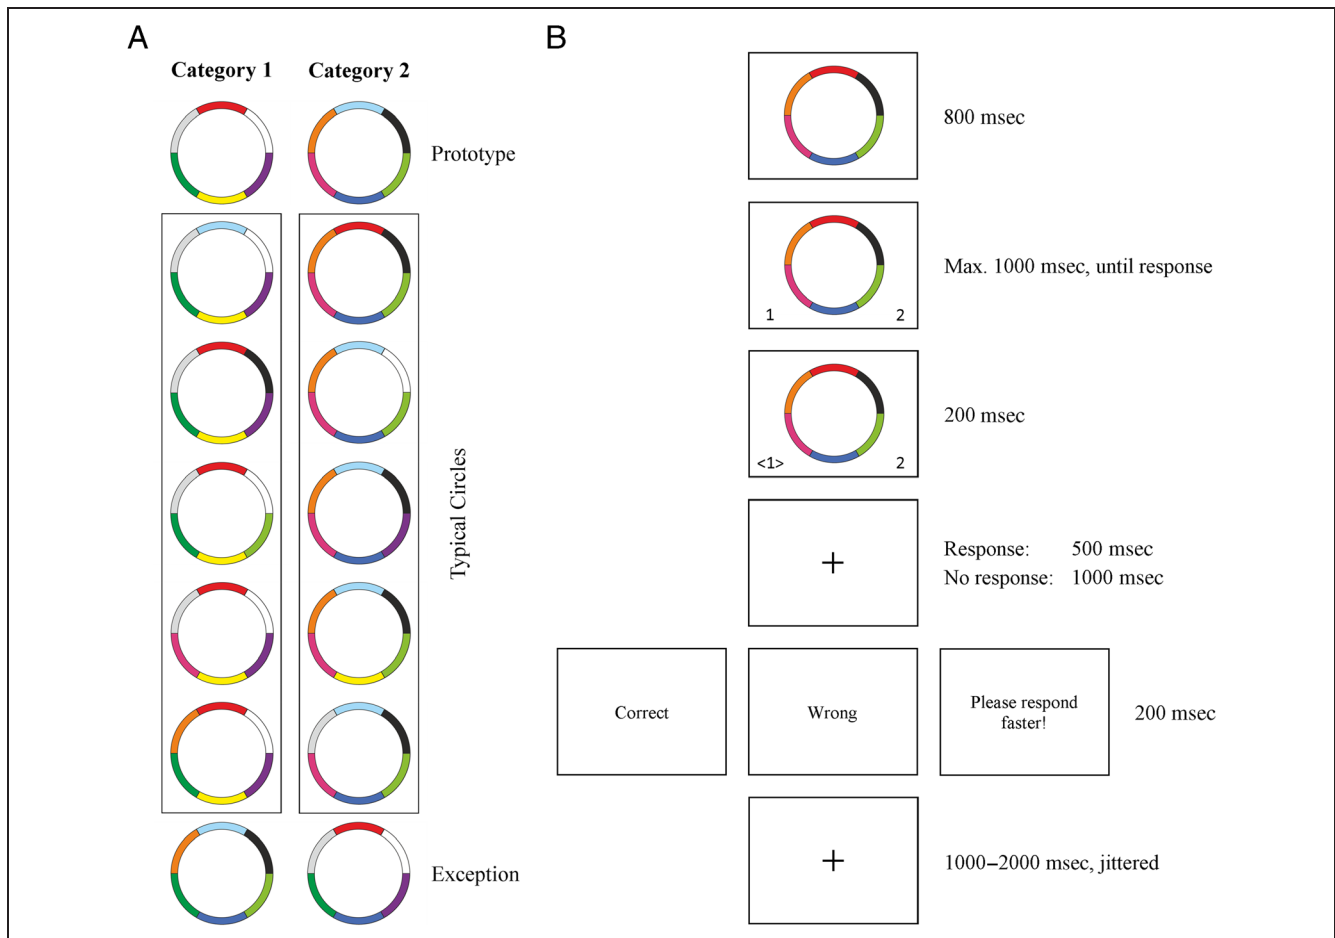 A
Category 1
Category 2
Prototype
Typical Circles
Exception
B
800 msec
1
2
Max. 1000 msec, until response
<1>
2
200 msec
Response: 500 msec
No response: 1000 msec
Correct
Wrong
Please respond
faster!
200 msec
1000–2000 msec, jittered